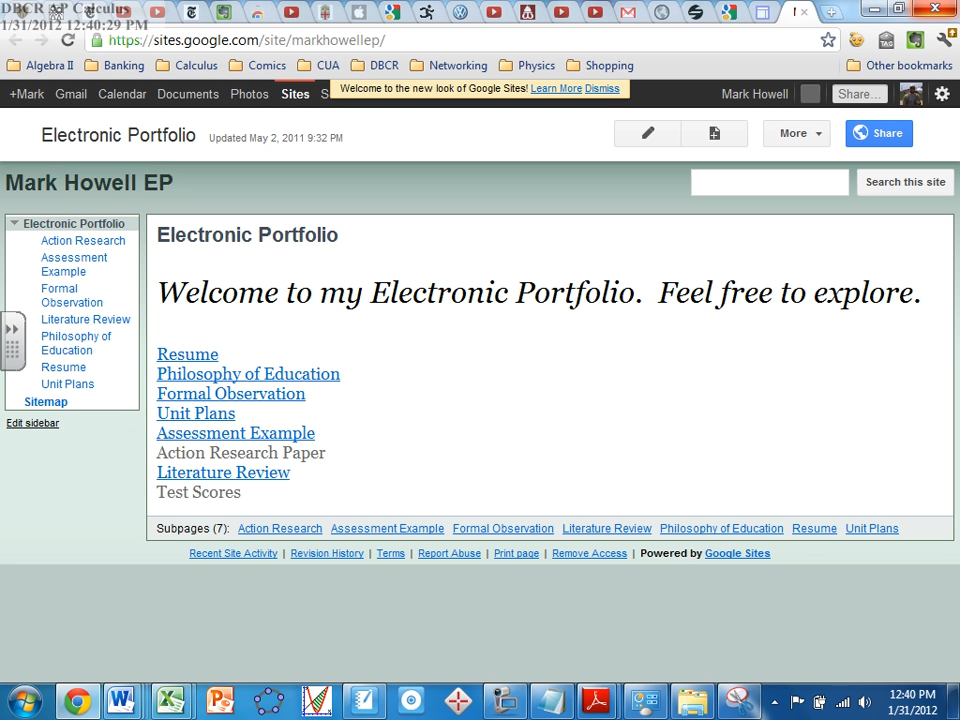 DBCR AP Calculus
1/31/2012 12:40:29 PM
https://sites.google.com/site/markhowellep/
Algebra II Banking Calculus Comics CUA DBCR Networking Physics Shopping Other bookmarks
+Mark Gmail Calendar Documents Photos Sites S Welcome to the new look of Google Sites! Learn More Dismiss Mark Howell Share...
Electronic Portfolio Updated May 2, 2011 9:32 PM More Share
Mark Howell EP Search this site
Electronic Portfolio
Action Research
Assessment
Example
Formal
Observation
Literature Review
Philosophy of
Education
Resume
Unit Plans
Sitemap
Edit sidebar
Electronic Portfolio
Welcome to my Electronic Portfolio. Feel free to explore.
Resume
Philosophy of Education
Formal Observation
Unit Plans
Assessment Example
Action Research Paper
Literature Review
Test Scores
Subpages (7): Action Research Assessment Example Formal Observation Literature Review Philosophy of Education Resume Unit Plans
Recent Site Activity | Revision History | Terms | Report Abuse | Print page | Remove Access | Powered by Google Sites
12:40 PM
1/31/2012